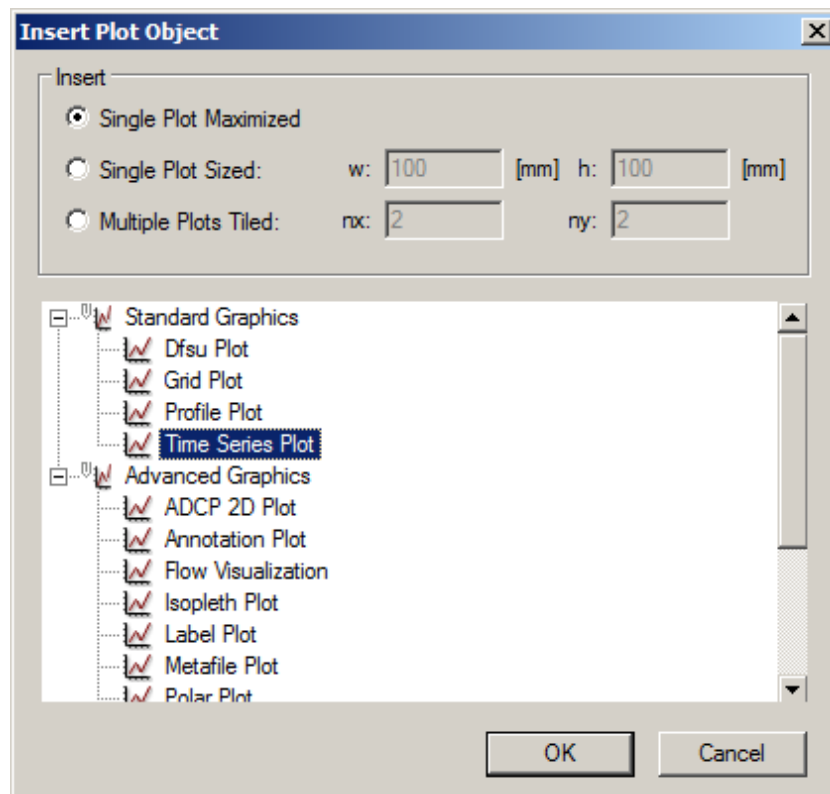 Insert Plot Object
Insert
Single Plot Maximized
Single Plot Sized: w: 100 [mm] h: 100 [mm]
Multiple Plots Tiled: nx: 2 ny: 2
Standard Graphics
Dfsu Plot
Grid Plot
Profile Plot
Time Series Plot
Advanced Graphics
ADCP 2D Plot
Annotation Plot
Flow Visualization
Isopleth Plot
Label Plot
Metafile Plot
Polar Plot
OK Cancel